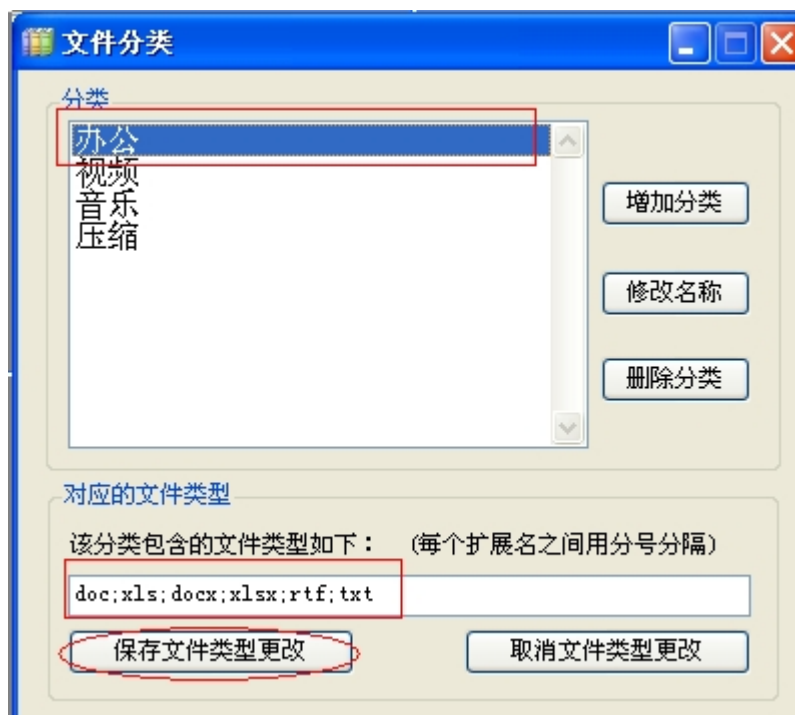 文件分类
分类
办公
视频
音乐
压缩
增加分类
修改名称
删除分类
对应的文件类型
该分类包含的文件类型如下： （每个扩展名之间用分号分隔）
doc;xls;docx;xlsx;rtf;txt
保存文件类型更改 取消文件类型更改